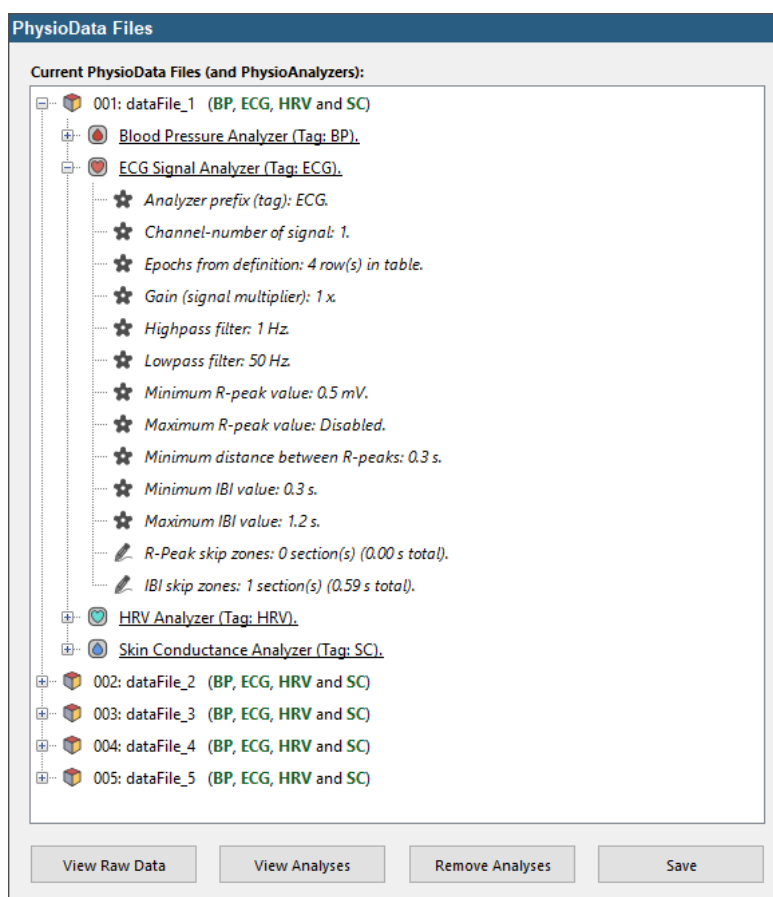 PhysioData Files
Current PhysioData Files (and PhysioAnalyzers):
001: dataFile_1 (BP, ECG, HRV and SC)
Blood Pressure Analyzer (Tag: BP).
ECG Signal Analyzer (Tag: ECG).
Analyzer prefix (tag): ECG.
Channel-number of signal: 1.
Epochs from definition: 4 row(s) in table.
Gain (signal multiplier): 1 x.
Highpass filter: 1 Hz.
Lowpass filter: 50 Hz.
Minimum R-peak value: 0.5 mV.
Maximum R-peak value: Disabled.
Minimum distance between R-peaks: 0.3 s.
Minimum IBI value: 0.3 s.
Maximum IBI value: 1.2 s.
R-Peak skip zones: 0 section(s) (0.00 s total).
IBI skip zones: 1 section(s) (0.59 s total).
HRV Analyzer (Tag: HRV).
Skin Conductance Analyzer (Tag: SC).
002: dataFile_2 (BP, ECG, HRV and SC)
003: dataFile_3 (BP, ECG, HRV and SC)
004: dataFile_4 (BP, ECG, HRV and SC)
005: dataFile_5 (BP, ECG, HRV and SC)
View Raw Data View Analyses Remove Analyses Save